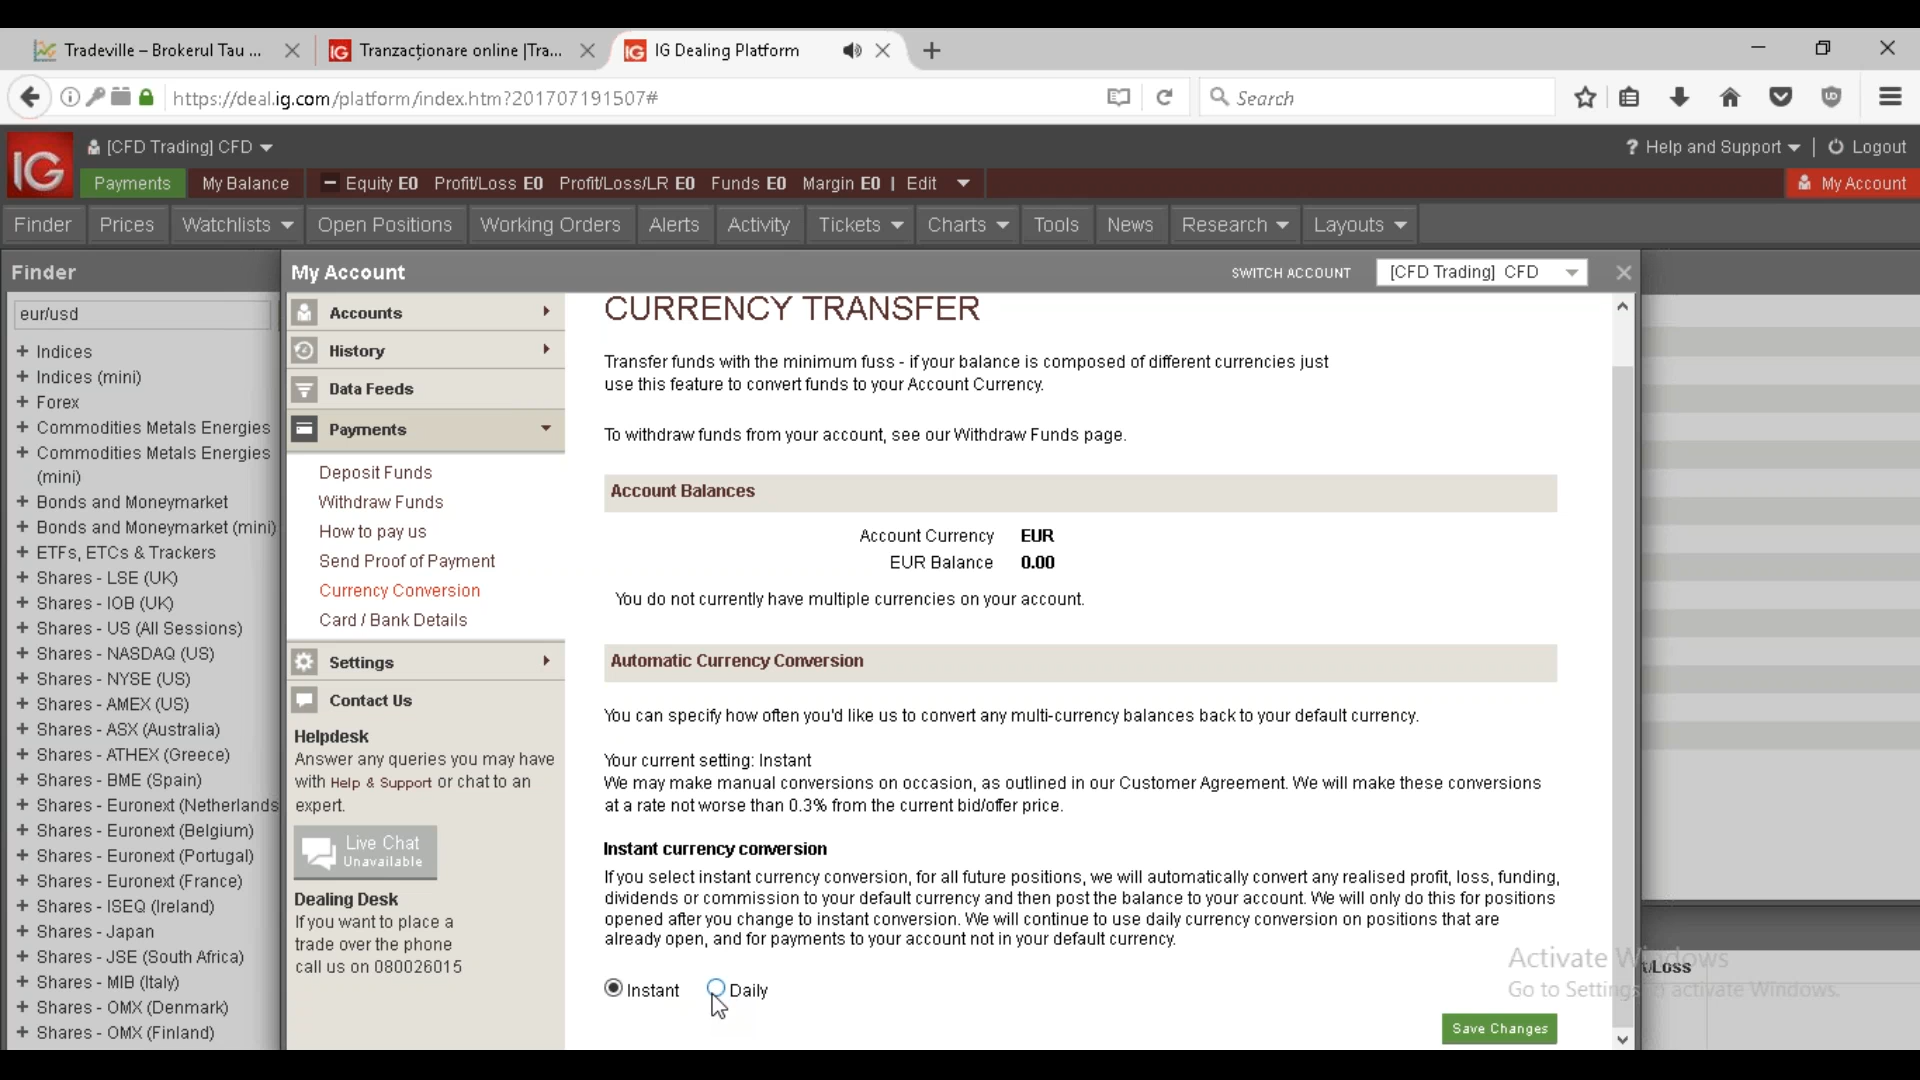 Tradeville – Brokerul Tau ...
Tranzacționare online |Tra...
IG Dealing Platform
https://deal.ig.com/platform/index.htm?201707191507#
Search
IG
[CFD Trading] CFD
? Help and Support
Logout
Payments
My Balance
Equity E0 Profit/Loss E0 Profit/Loss/LR E0 Funds E0 Margin E0 | Edit
My Account
Finder
Prices
Watchlists
Open Positions
Working Orders
Alerts
Activity
Tickets
Charts
Tools
News
Research
Layouts
Finder
eur/usd
+ Indices
+ Indices (mini)
+ Forex
+ Commodities Metals Energies
+ Commodities Metals Energies
(mini)
+ Bonds and Moneymarket
+ Bonds and Moneymarket (mini)
+ ETFs, ETCs & Trackers
+ Shares - LSE (UK)
+ Shares - IOB (UK)
+ Shares - US (All Sessions)
+ Shares - NASDAQ (US)
+ Shares - NYSE (US)
+ Shares - AMEX (US)
+ Shares - ASX (Australia)
+ Shares - ATHEX (Greece)
+ Shares - BME (Spain)
+ Shares - Euronext (Netherlands
+ Shares - Euronext (Belgium)
+ Shares - Euronext (Portugal)
+ Shares - Euronext (France)
+ Shares - ISEQ (Ireland)
+ Shares - Japan
+ Shares - JSE (South Africa)
+ Shares - MIB (Italy)
+ Shares - OMX (Denmark)
+ Shares - OMX (Finland)
My Account
SWITCH ACCOUNT
[CFD Trading] CFD
Accounts
History
Data Feeds
Payments
Deposit Funds
Withdraw Funds
How to pay us
Send Proof of Payment
Currency Conversion
Card / Bank Details
Settings
Contact Us
Helpdesk
Answer any queries you may have
with Help & Support or chat to an
expert.
Live Chat
Unavailable
Dealing Desk
If you want to place a
trade over the phone
call us on 080026015
CURRENCY TRANSFER
Transfer funds with the minimum fuss - if your balance is composed of different currencies just
use this feature to convert funds to your Account Currency.
To withdraw funds from your account, see our Withdraw Funds page.
Account Balances
Account Currency EUR
EUR Balance 0.00
You do not currently have multiple currencies on your account.
Automatic Currency Conversion
You can specify how often you'd like us to convert any multi-currency balances back to your default currency.
Your current setting: Instant
We may make manual conversions on occasion, as outlined in our Customer Agreement. We will make these conversions
at a rate not worse than 0.3% from the current bid/offer price.
Instant currency conversion
If you select instant currency conversion, for all future positions, we will automatically convert any realised profit, loss, funding,
dividends or commission to your default currency and then post the balance to your account. We will only do this for positions
opened after you change to instant conversion. We will continue to use daily currency conversion on positions that are
already open, and for payments to your account not in your default currency.
Instant
Daily
Save Changes
/Loss
Activate Windows
Go to Settings to activate Windows.